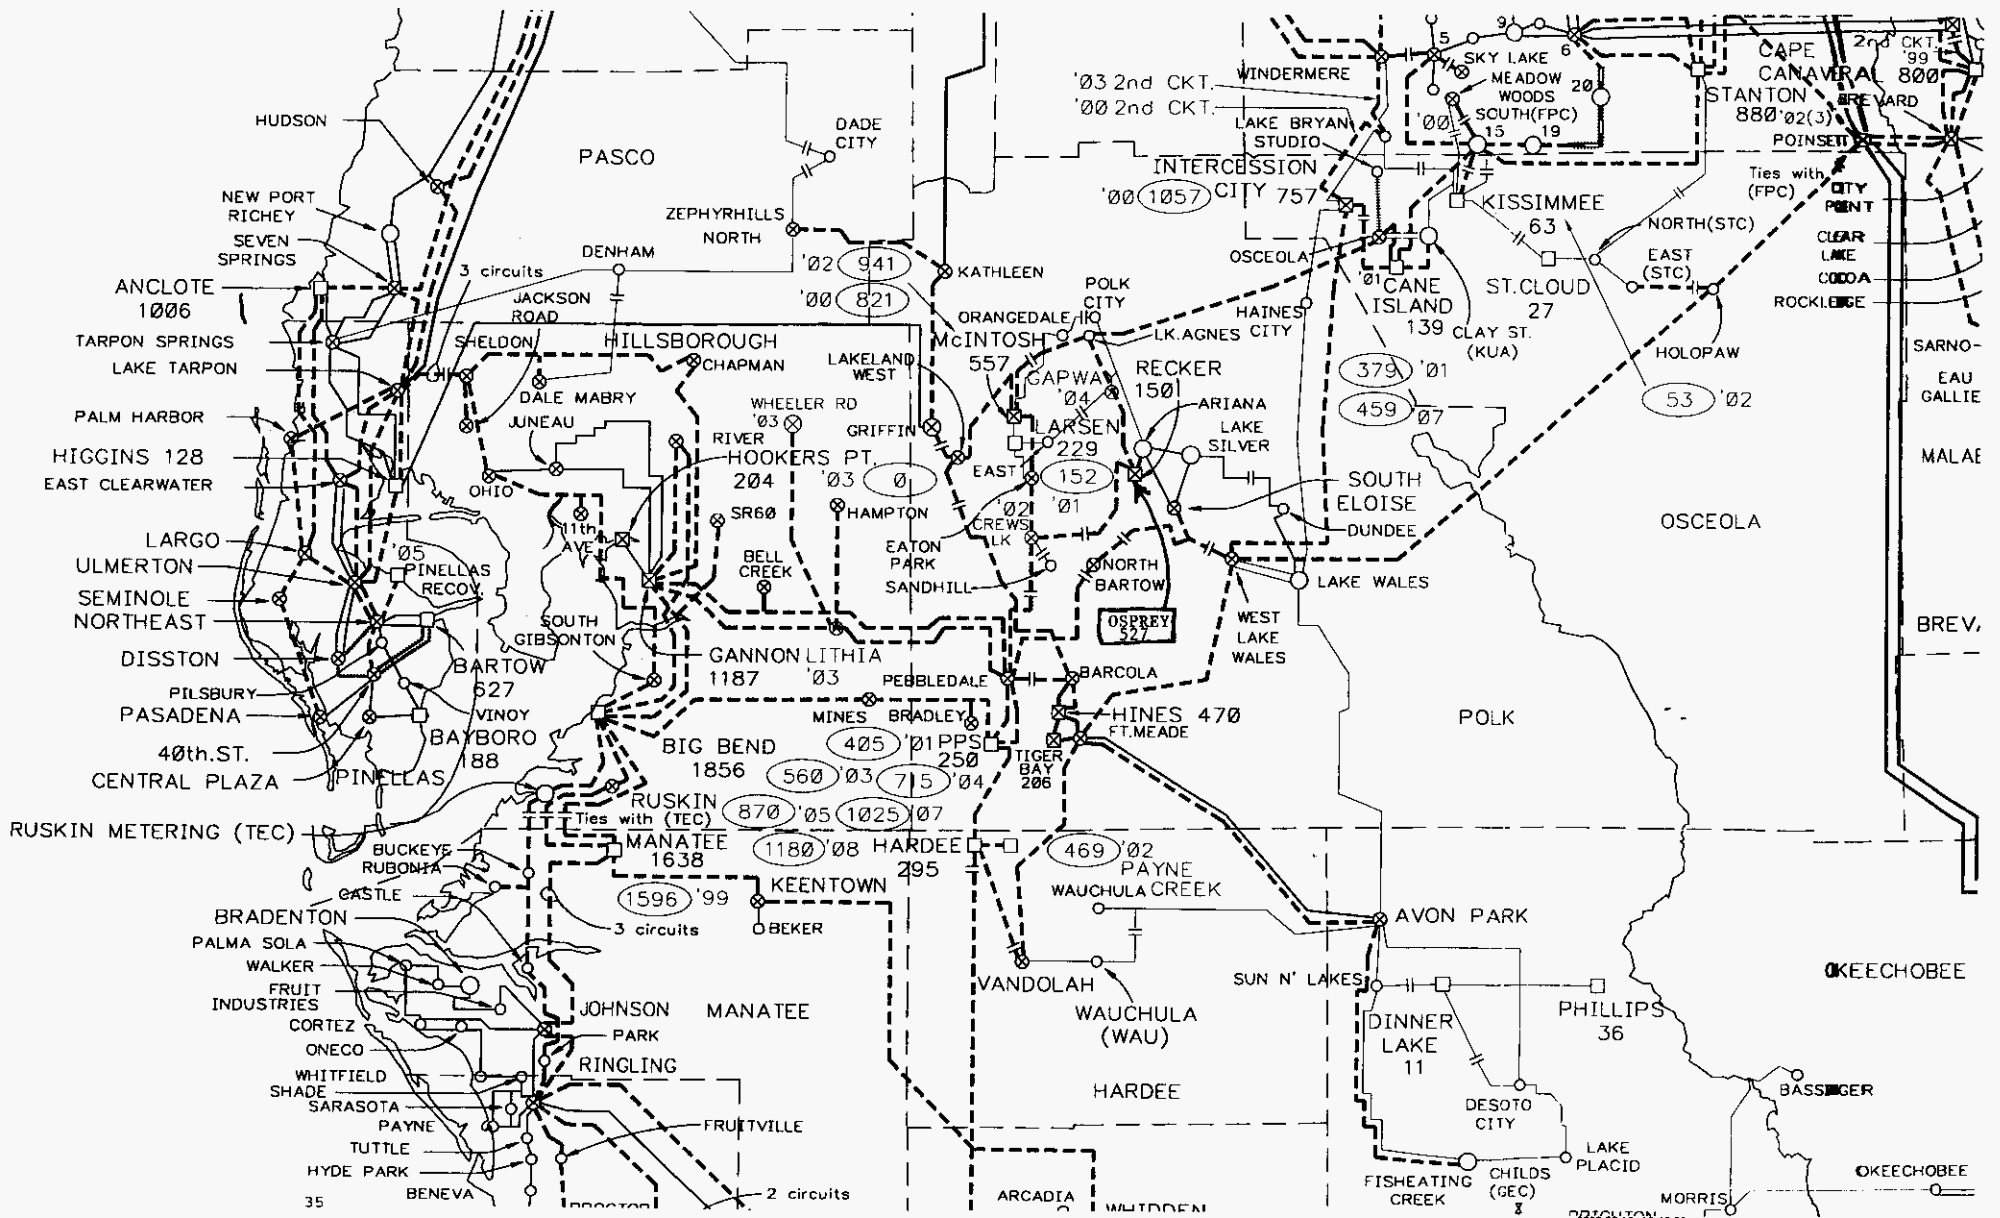 HUDSON
PASCO
DADE
CITY
NEW PORT
RICHEY
SEVEN
SPRINGS
ZEPHYRHILLS
NORTH
DENHAM
3 circuits
JACKSON
ROAD
ANCLOTE
1006
TARPON SPRINGS
LAKE TARPON
SHELDON
HILLSBOROUGH
CHAPMAN
DALE MABRY
JUNEAU
WHEELER RD
'03
PALM HARBOR
HIGGINS 128
EAST CLEARWATER
OHIO
RIVER
HOOKERS PT.
204
'03 0
SR60
HAMPTON
11th
AVE
BELL
CREEK
LARGO
ULMERTON
SEMINOLE
NORTHEAST
DISSTON
PILSBURY
PASADENA
40th.ST.
CENTRAL PLAZA
'05
PINELLAS
RECOV.
SOUTH
GIBSONTON
BARTOW
627
VINOY
BAYBORO
188
PINELLAS
GANNON
1187
LITHIA
'03
BIG BEND
1856
MINES
BRADLEY
405 '01
560 '03
715 '04
870 '05
1025 '07
1180 '08
PPS
250
RUSKIN
Ties with (TEC)
RUSKIN METERING (TEC)
MANATEE
1638
1596 '99
KEENTOWN
BEKER
BUCKEYE
RUBONIA
CASTLE
3 circuits
BRADENTON
PALMA SOLA
WALKER
FRUIT
INDUSTRIES
CORTEZ
ONECO
WHITFIELD
SHADE
SARASOTA
PAYNE
TUTTLE
HYDE PARK
BENEVA
35
JOHNSON
PARK
RINGLING
MANATEE
FRUITVILLE
2 circuits
'02 941
'00 821
KATHLEEN
POLK
CITY
ORANGEDALE
McINTOSH
557
LK.AGNES
LAKELAND
WEST
GAPWAY
'04
RECKER
150
GRIFFIN
LARSEN
229
EAST
152
'01
ARIANA
LAKE
SILVER
'02
CREWS
LK
EATON
PARK
SANDHILL
NORTH
BARTOW
SOUTH
ELOISE
DUNDEE
LAKE WALES
WEST
LAKE
WALES
OSPREY
527
PEBBLEDALE
BARCOLA
HINES 470
FT.MEADE
TIGER
BAY
206
HARDEE
295
469 '02
PAYNE
CREEK
WAUCHULA
VANDOLAH
WAUCHULA
(WAU)
HARDEE
ARCADIA
WHIDDEN
POLK
AVON PARK
SUN N' LAKES
DINNER
LAKE
11
PHILLIPS
36
DESOTO
CITY
LAKE
PLACID
FISHEATING
CREEK
CHILDS
(GEC)
MORRIS
BASSINGER
OKEECHOBEE
OKEECHOBEE
'03 2nd CKT.
'00 2nd CKT.
WINDERMERE
LAKE BRYAN
STUDIO
INTERCESSION
CITY 757
'00 1057
OSCEOLA
5
9
6
SKY LAKE
MEADOW
WOODS
SOUTH(FPC)
'00
15
19
20
KISSIMMEE
63
'01
CANE
ISLAND
139
CLAY ST.
(KUA)
HAINES
CITY
379 '01
459 '07
ST.CLOUD
27
NORTH(STC)
EAST
(STC)
HOLOPAW
53 '02
OSCEOLA
CAPE
CANAVERAL 800
2nd CKT.
'99
STANTON
880 '02(3)
BREVARD
POINSETT
Ties with
(FPC)
CITY
POINT
CLEAR
LAKE
COCOA
ROCKLEDGE
SARNO-
EAU
GALLIE